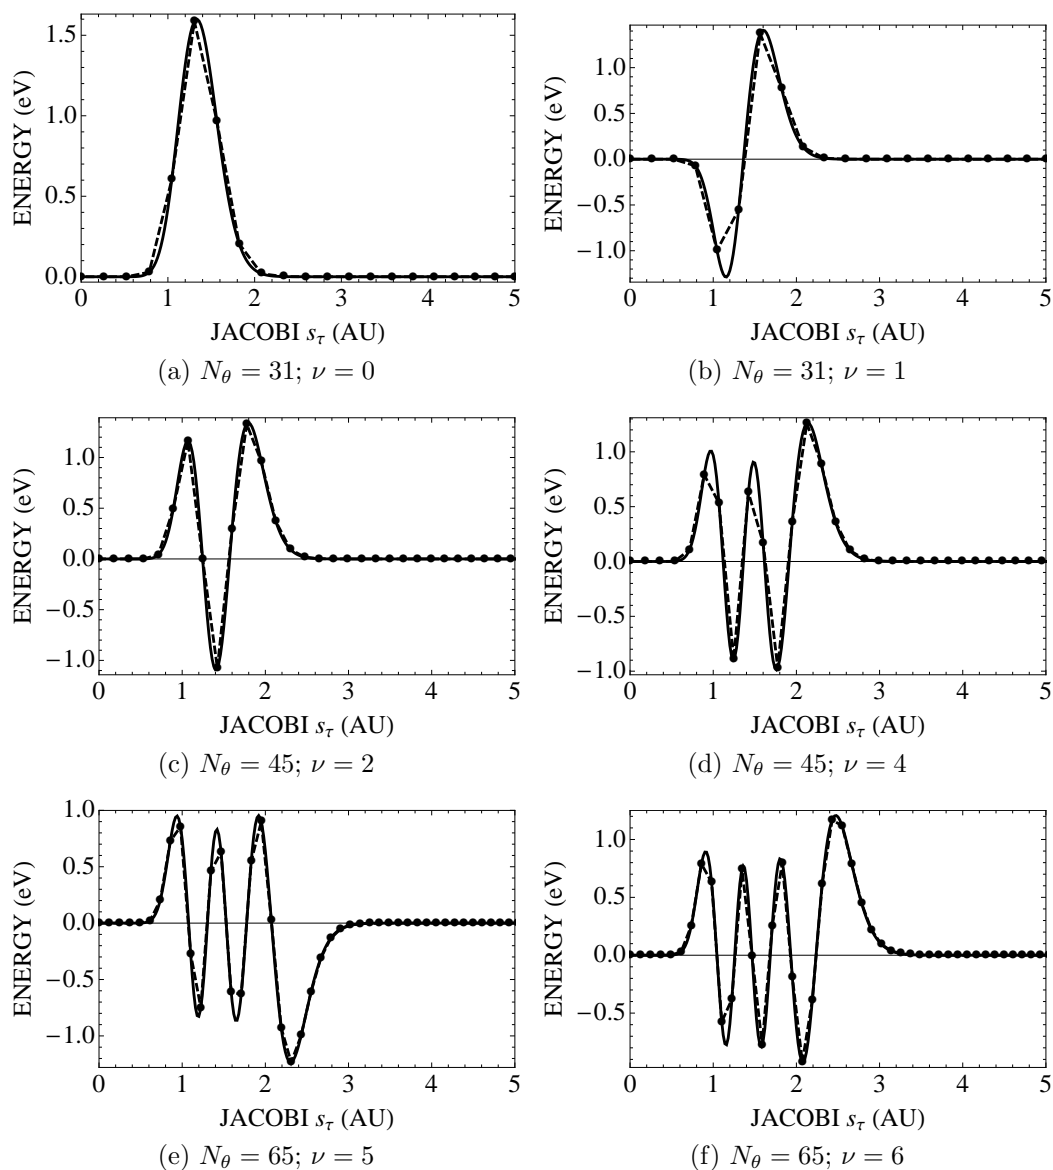 1.5
1.0
0.5
0.0
ENERGY (eV)
0 1 2 3 4 5
JACOBI sτ (AU)
(a) Nθ = 31; ν = 0
1.0
0.5
0.0
−0.5
−1.0
ENERGY (eV)
0 1 2 3 4 5
JACOBI sτ (AU)
(b) Nθ = 31; ν = 1
1.0
0.5
0.0
−0.5
−1.0
ENERGY (eV)
0 1 2 3 4 5
JACOBI sτ (AU)
(c) Nθ = 45; ν = 2
1.0
0.5
0.0
−0.5
−1.0
ENERGY (eV)
0 1 2 3 4 5
JACOBI sτ (AU)
(d) Nθ = 45; ν = 4
1.0
0.5
0.0
−0.5
−1.0
ENERGY (eV)
0 1 2 3 4 5
JACOBI sτ (AU)
(e) Nθ = 65; ν = 5
1.0
0.5
0.0
−0.5
ENERGY (eV)
0 1 2 3 4 5
JACOBI sτ (AU)
(f) Nθ = 65; ν = 6